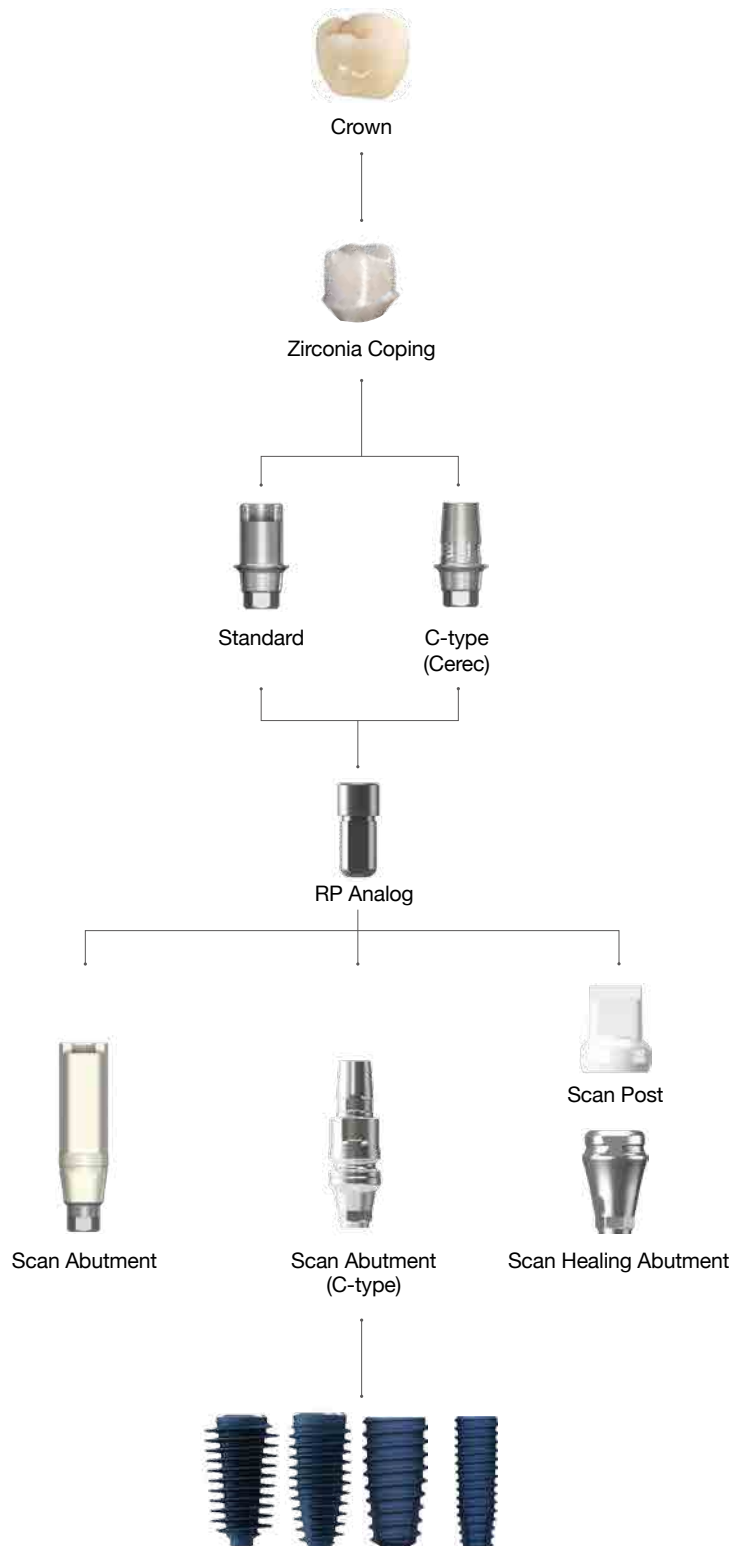 Crown
Zirconia Coping
Standard
C-type
(Cerec)
RP Analog
Scan Post
Scan Abutment
Scan Abutment
(C-type)
Scan Healing Abutment